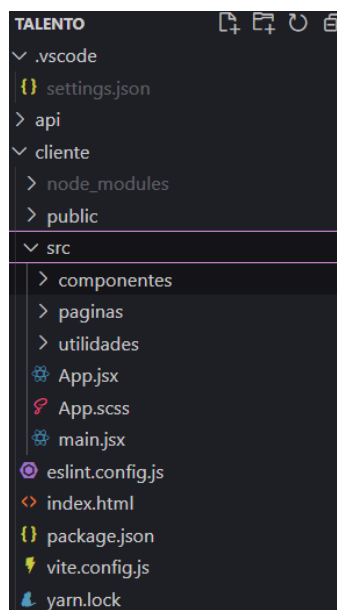 TALENTO
.vscode
{} settings.json
api
cliente
node_modules
public
src
componentes
paginas
utilidades
App.jsx
App.scss
main.jsx
eslint.config.js
index.html
{} package.json
vite.config.js
yarn.lock